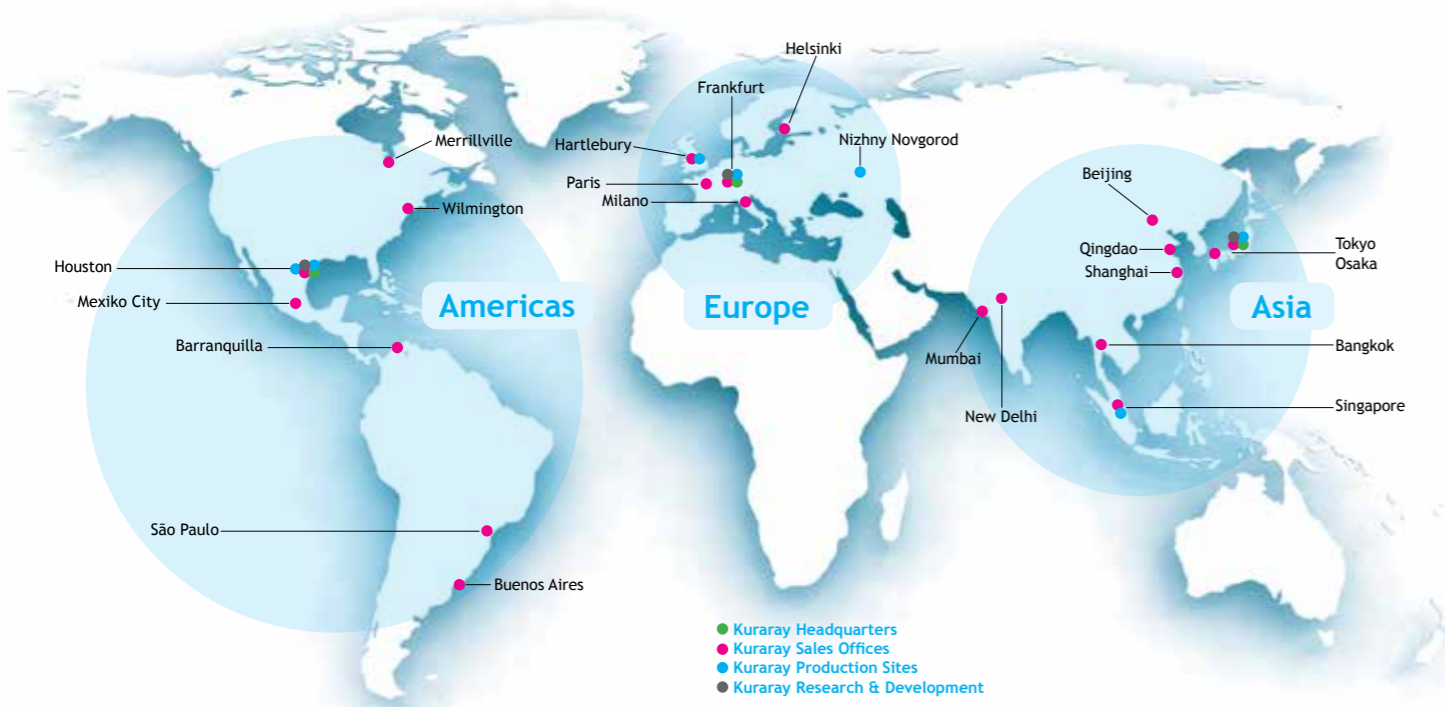 Helsinki
Frankfurt
Merrillville
Hartlebury
Nizhny Novgorod
Paris
Milano
Beijing
Wilmington
Qingdao
Tokyo
Osaka
Houston
Shanghai
Mexiko City
Americas
Europe
Asia
Barranquilla
Mumbai
Bangkok
New Delhi
Singapore
São Paulo
Buenos Aires
Kuraray Headquarters
Kuraray Sales Offices
Kuraray Production Sites
Kuraray Research & Development